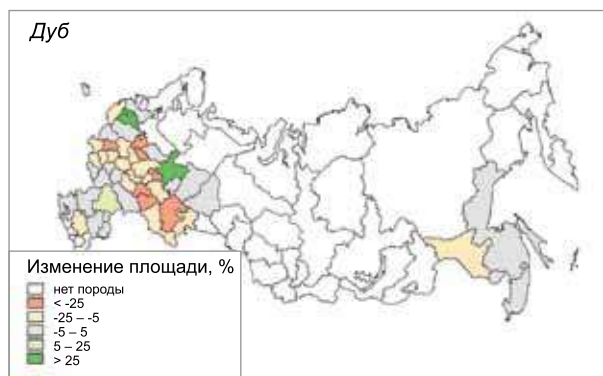 Дуб
Изменение площади, %
нет породы
< -25
-25 – -5
-5 – 5
5 – 25
> 25